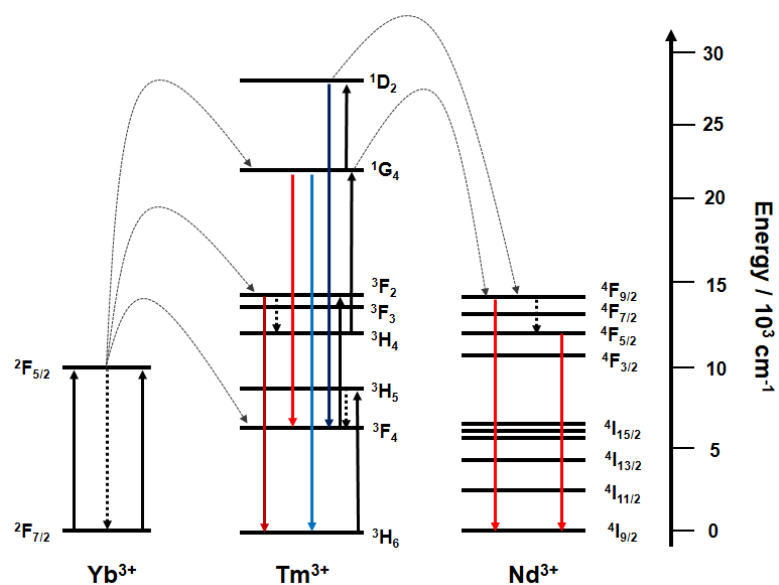 ¹D₂
¹G₄
³F₂
³F₃
³H₄
³H₅
³F₄
³H₆
Tm³⁺
²F₅/₂
²F₇/₂
Yb³⁺
⁴F₉/₂
⁴F₇/₂
⁴F₅/₂
⁴F₃/₂
⁴I₁₅/₂
⁴I₁₃/₂
⁴I₁₁/₂
⁴I₉/₂
Nd³⁺
30
25
20
15
10
5
0
Energy / 10³ cm⁻¹